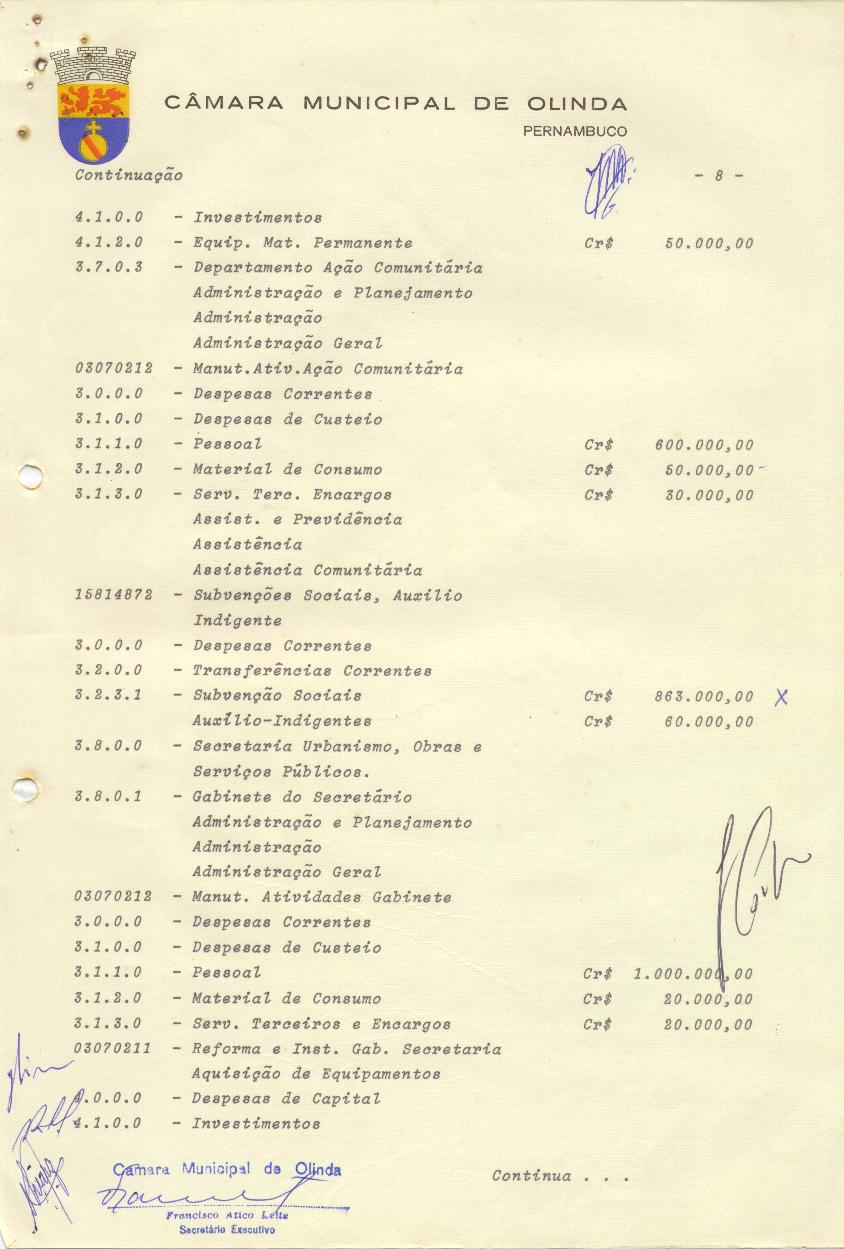 CÂMARA MUNICIPAL DE OLINDA
PERNAMBUCO
Continuação - 8 -
4.1.0.0 - Investimentos
4.1.2.0 - Equip. Mat. Permanente Cr$ 50.000,00
3.7.0.3 - Departamento Ação Comunitária
Administração e Planejamento
Administração
Administração Geral
03070212 - Manut.Ativ.Ação Comunitária
3.0.0.0 - Despesas Correntes
3.1.0.0 - Despesas de Custeio
3.1.1.0 - Pessoal Cr$ 600.000,00
3.1.2.0 - Material de Consumo Cr$ 50.000,00
3.1.3.0 - Serv. Terc. Encargos Cr$ 30.000,00
Assist. e Previdência
Assistência
Assistência Comunitária
15814872 - Subvenções Sociais, Auxilio
Indigente
3.0.0.0 - Despesas Correntes
3.2.0.0 - Transferências Correntes
3.2.3.1 - Subvenção Sociais Cr$ 863.000,00 X
Auxílio-Indigentes Cr$ 60.000,00
3.8.0.0 - Secretaria Urbanismo, Obras e
Serviços Públicos.
3.8.0.1 - Gabinete do Secretário
Administração e Planejamento
Administração
Administração Geral
03070212 - Manut. Atividades Gabinete
3.0.0.0 - Despesas Correntes
3.1.0.0 - Despesas de Custeio
3.1.1.0 - Pessoal Cr$ 1.000.000,00
3.1.2.0 - Material de Consumo Cr$ 20.000,00
3.1.3.0 - Serv. Terceiros e Encargos Cr$ 20.000,00
03070211 - Reforma e Inst. Gab. Secretaria
Aquisição de Equipamentos
4.0.0.0 - Despesas de Capital
4.1.0.0 - Investimentos
Câmara Municipal de Olinda
Continua . . .
Francisco Atico Leite
Secretário Executivo